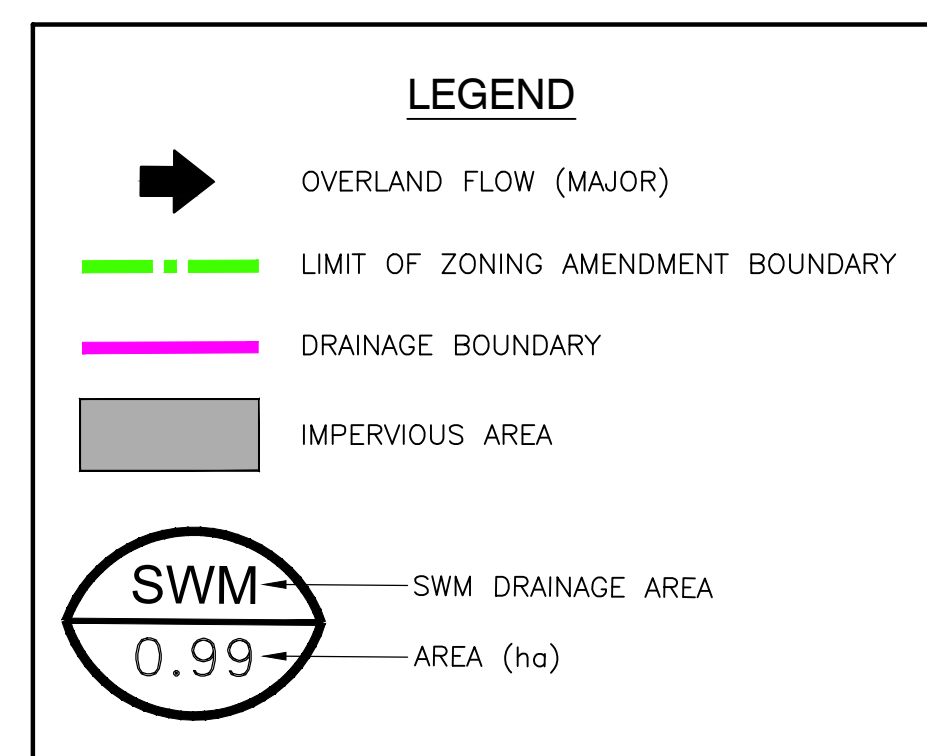 LEGEND
OVERLAND FLOW (MAJOR)
LIMIT OF ZONING AMENDMENT BOUNDARY
DRAINAGE BOUNDARY
IMPERVIOUS AREA
SWM SWM DRAINAGE AREA
0.99 AREA (ha)